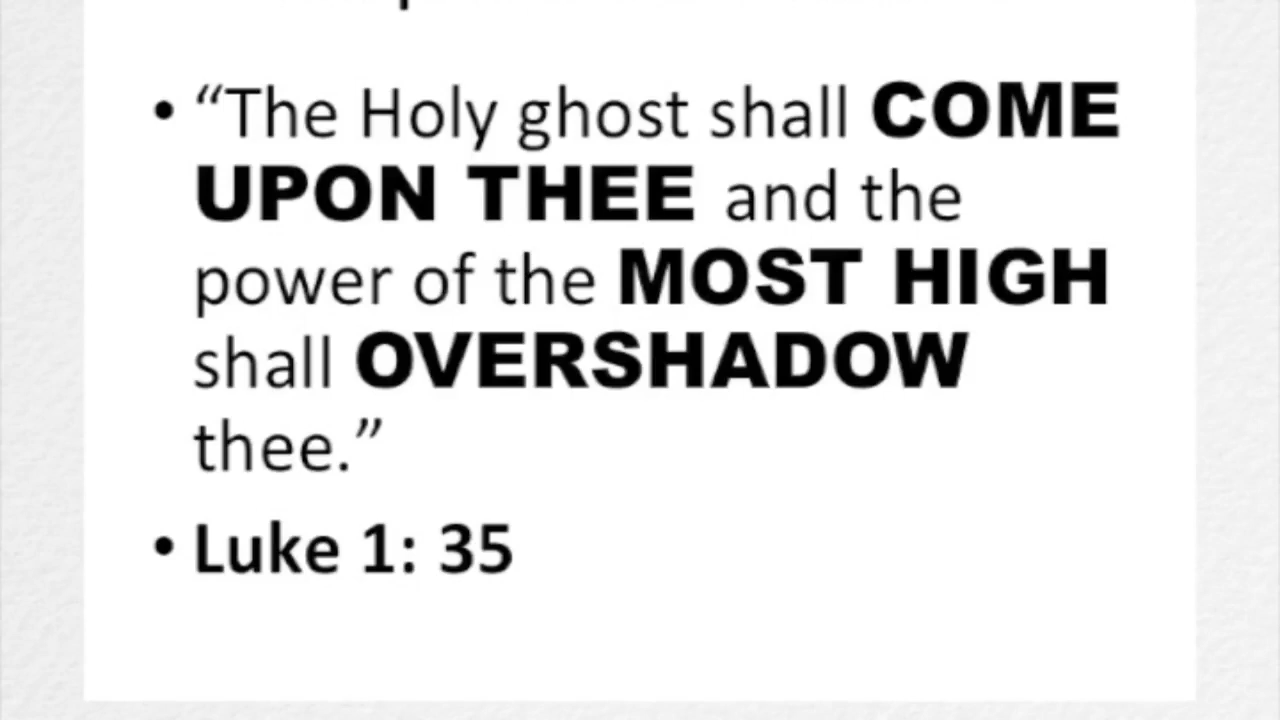 • “The Holy ghost shall COME
UPON THEE and the
power of the MOST HIGH
shall OVERSHADOW
thee.”
• Luke 1: 35